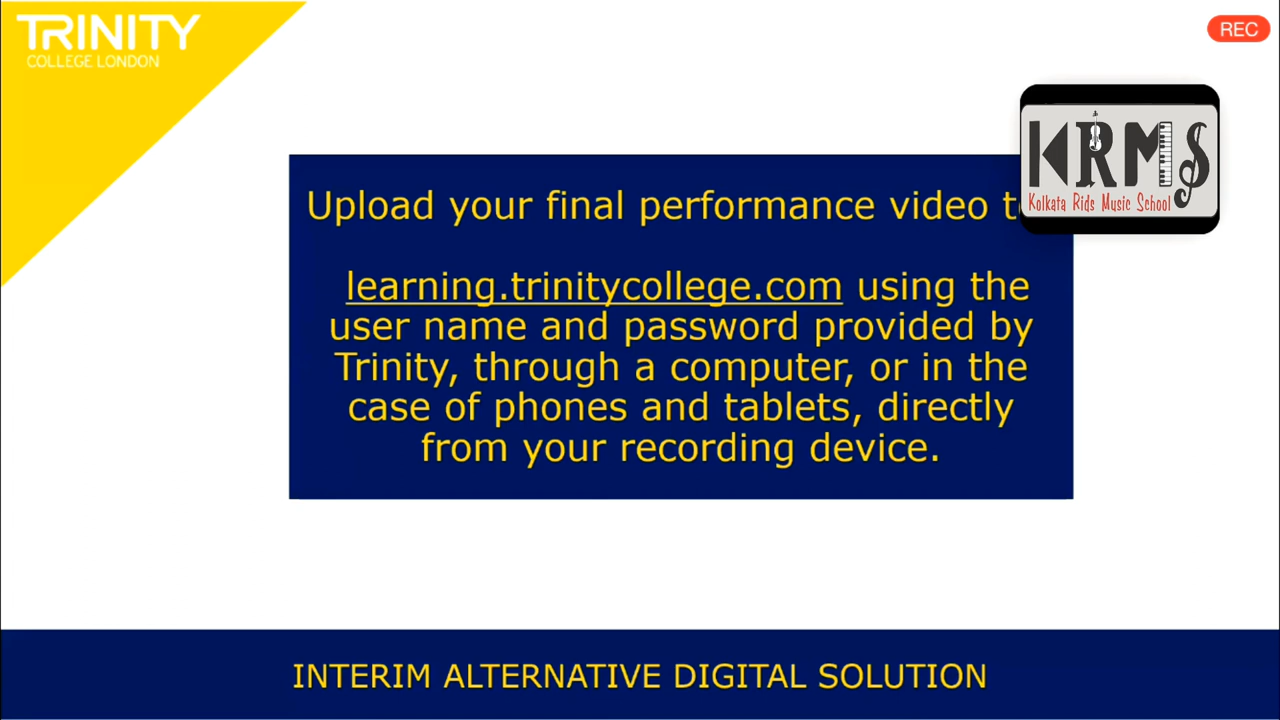 TRINITY
COLLEGE LONDON
REC
KRMS
Kolkata Rids Music School
Upload your final performance video
learning.trinitycollege.com using the
user name and password provided by
Trinity, through a computer, or in the
case of phones and tablets, directly
from your recording device.
INTERIM ALTERNATIVE DIGITAL SOLUTION